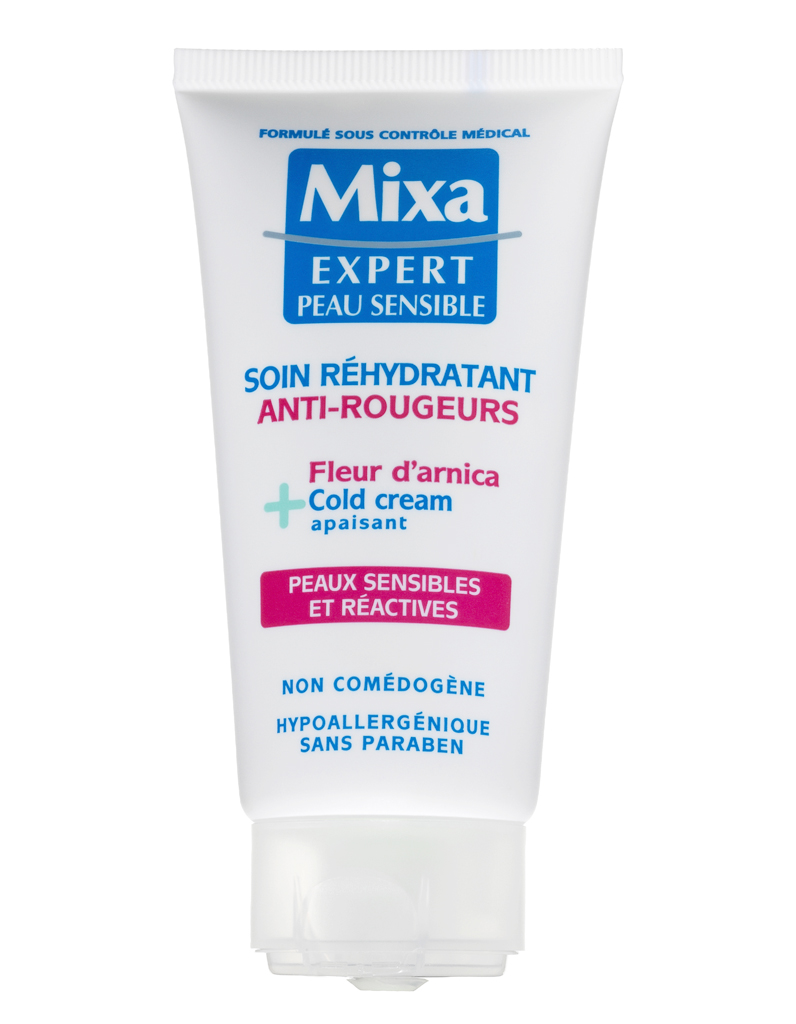 FORMULÉ SOUS CONTRÔLE MÉDICAL
Mixa
EXPERT
PEAU SENSIBLE
SOIN RÉHYDRATANT
ANTI-ROUGEURS
Fleur d'arnica
+ Cold cream
apaisant
PEAUX SENSIBLES
ET RÉACTIVES
NON COMÉDOGÈNE
HYPOALLERGÉNIQUE
SANS PARABEN